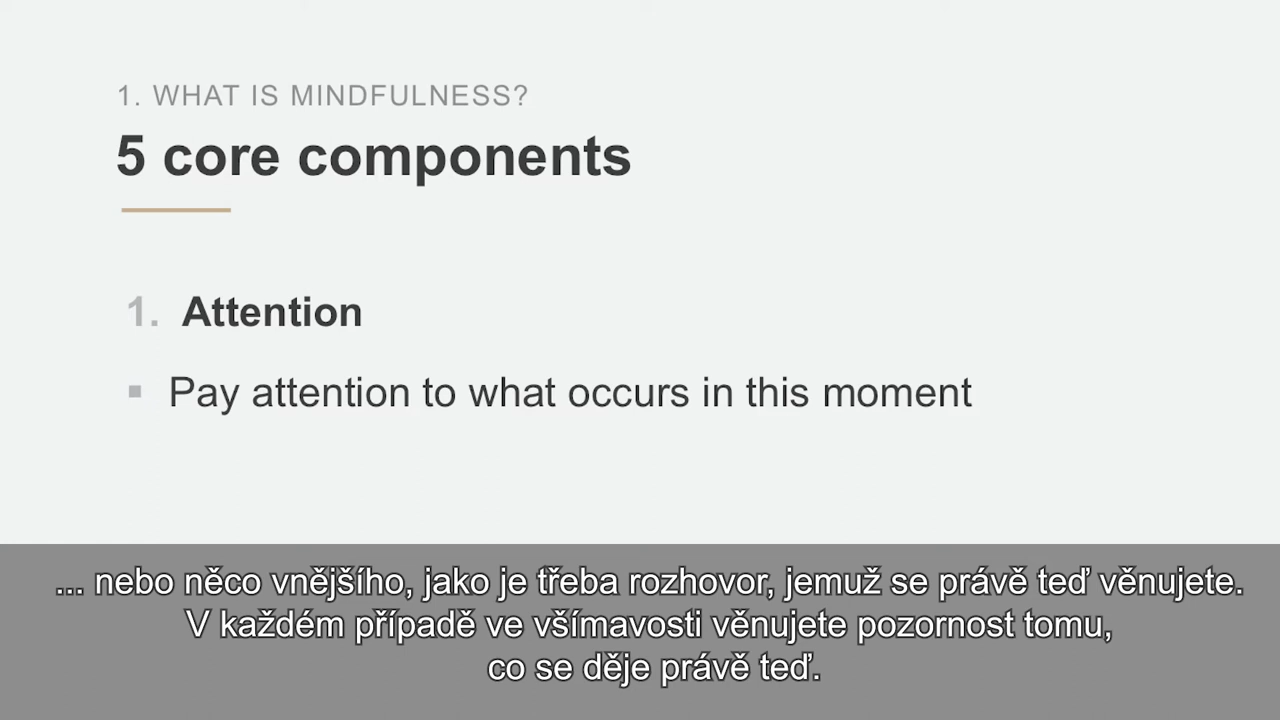 1. WHAT IS MINDFULNESS?
5 core components
1. Attention
▪ Pay attention to what occurs in this moment
... nebo něco vnějšího, jako je třeba rozhovor, jemuž se právě teď věnujete.
V každém případě ve všímavosti věnujete pozornost tomu,
co se děje právě teď.